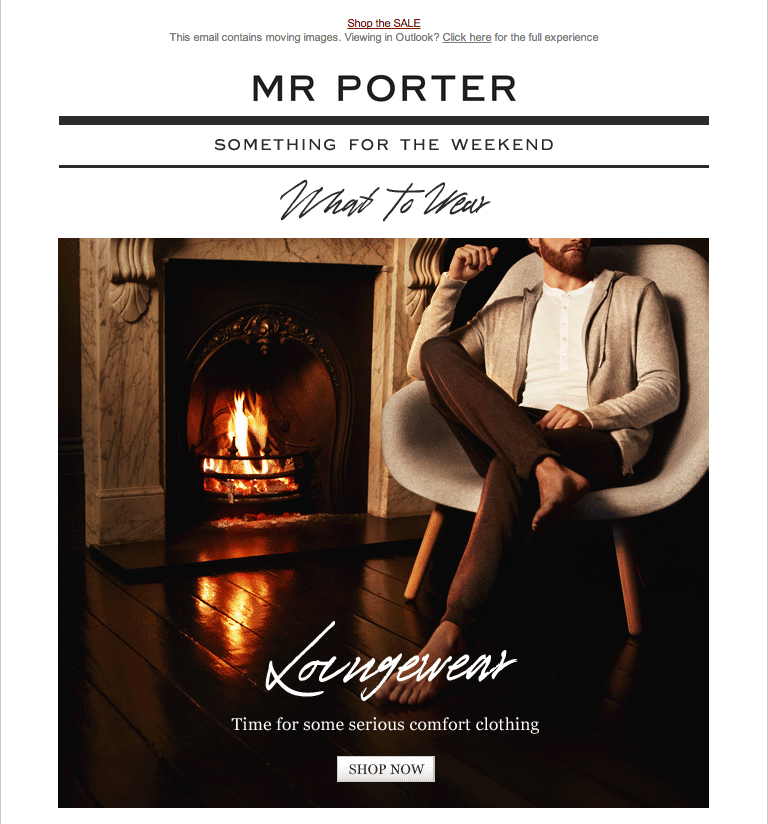 Shop the SALE
This email contains moving images. Viewing in Outlook? Click here for the full experience
MR PORTER
SOMETHING FOR THE WEEKEND
What To Wear
Loungewear
Time for some serious comfort clothing
SHOP NOW